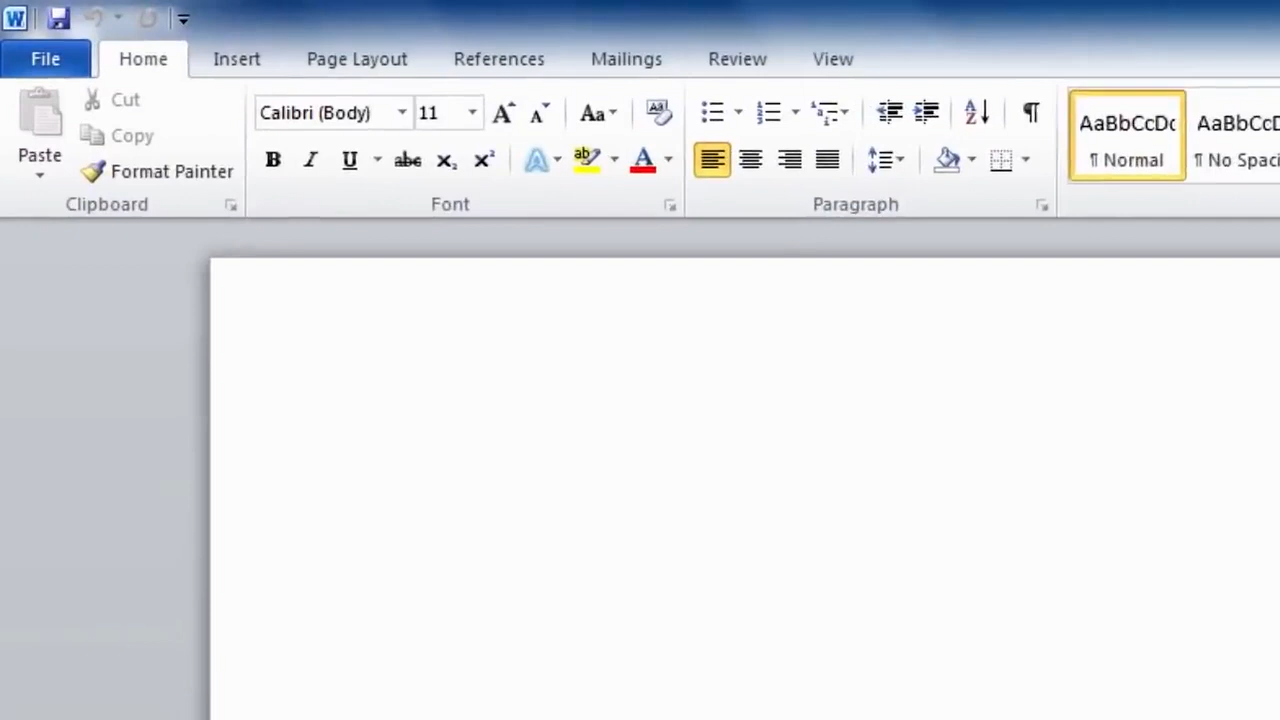 File Home Insert Page Layout References Mailings Review View
Cut
Copy
Paste
Format Painter
Clipboard
Calibri (Body) 11
Font
Paragraph
AaBbCcDc
¶ Normal
AaBbCcD
¶ No Spaci